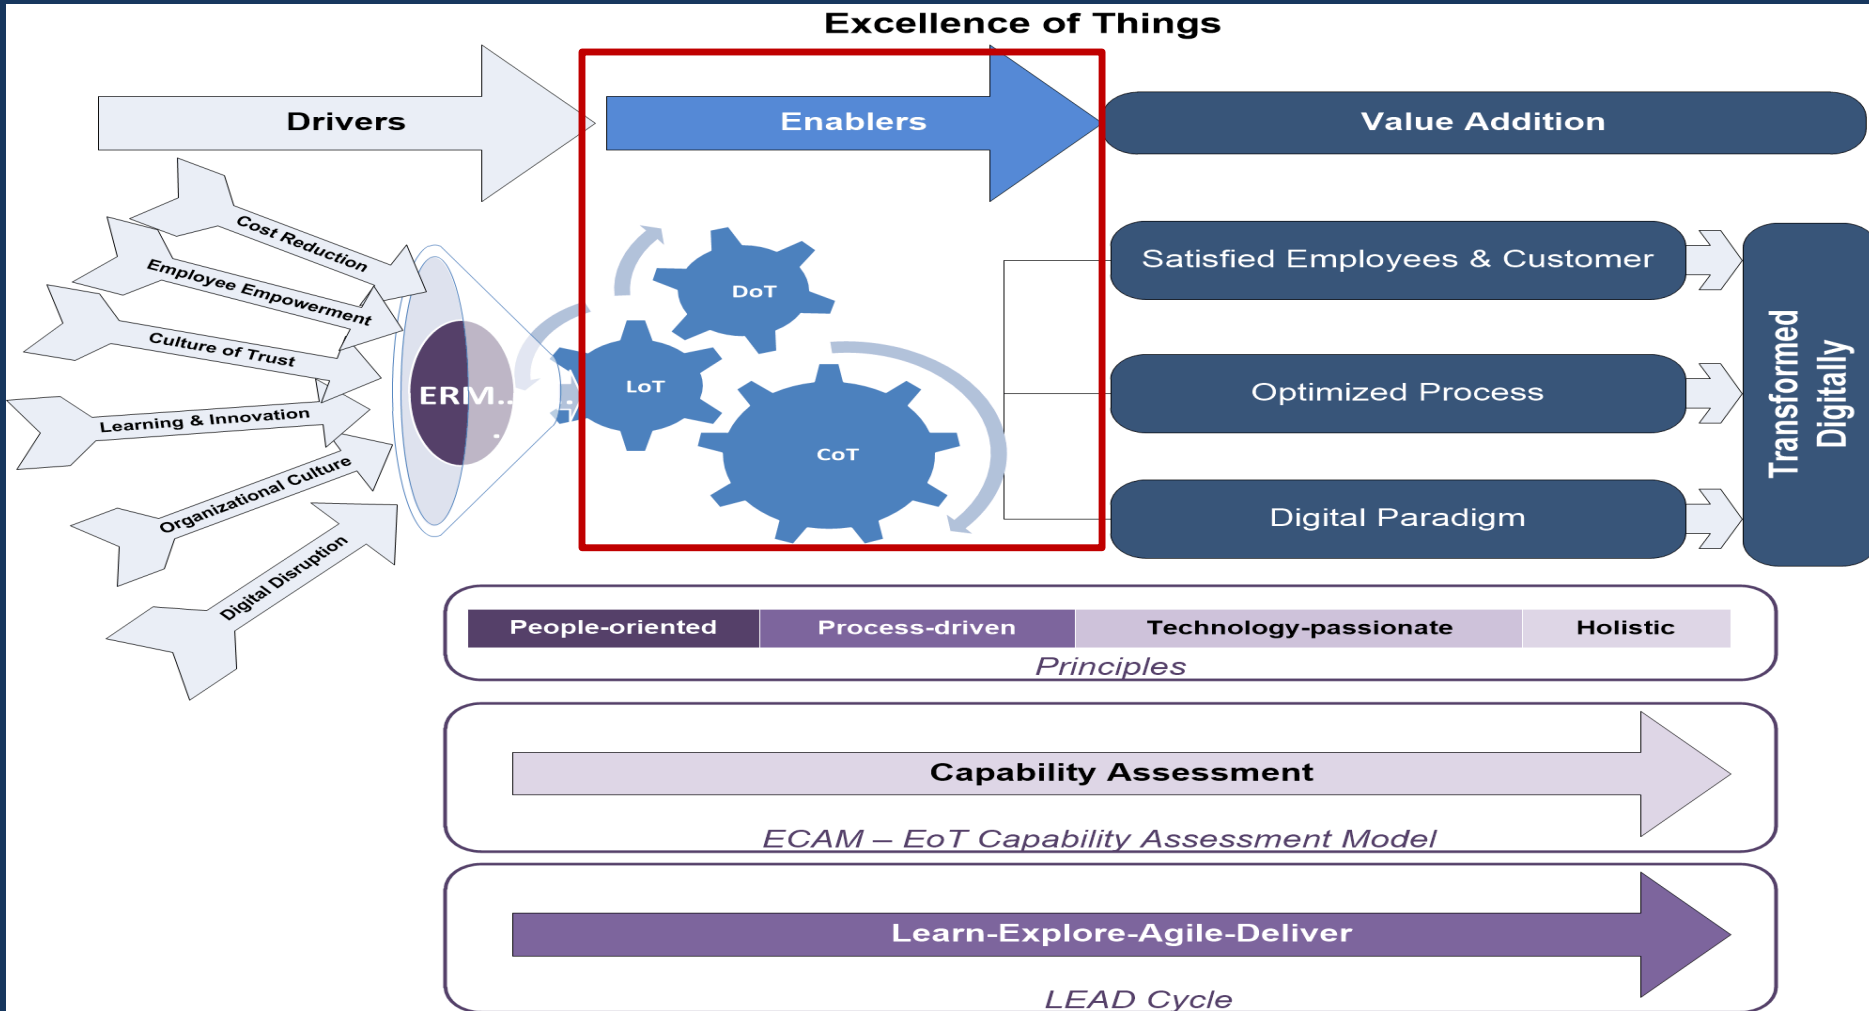 Excellence of Things
Drivers
Enablers
Value Addition
Cost Reduction
Employee Empowerment
Culture of Trust
Learning & Innovation
Organizational Culture
Digital Disruption
ERM...
DoT
LoT
CoT
Satisfied Employees & Customer
Optimized Process
Digital Paradigm
Transformed
Digitally
People-oriented
Process-driven
Technology-passionate
Holistic
Principles
Capability Assessment
ECAM – EoT Capability Assessment Model
Learn-Explore-Agile-Deliver
LEAD Cycle